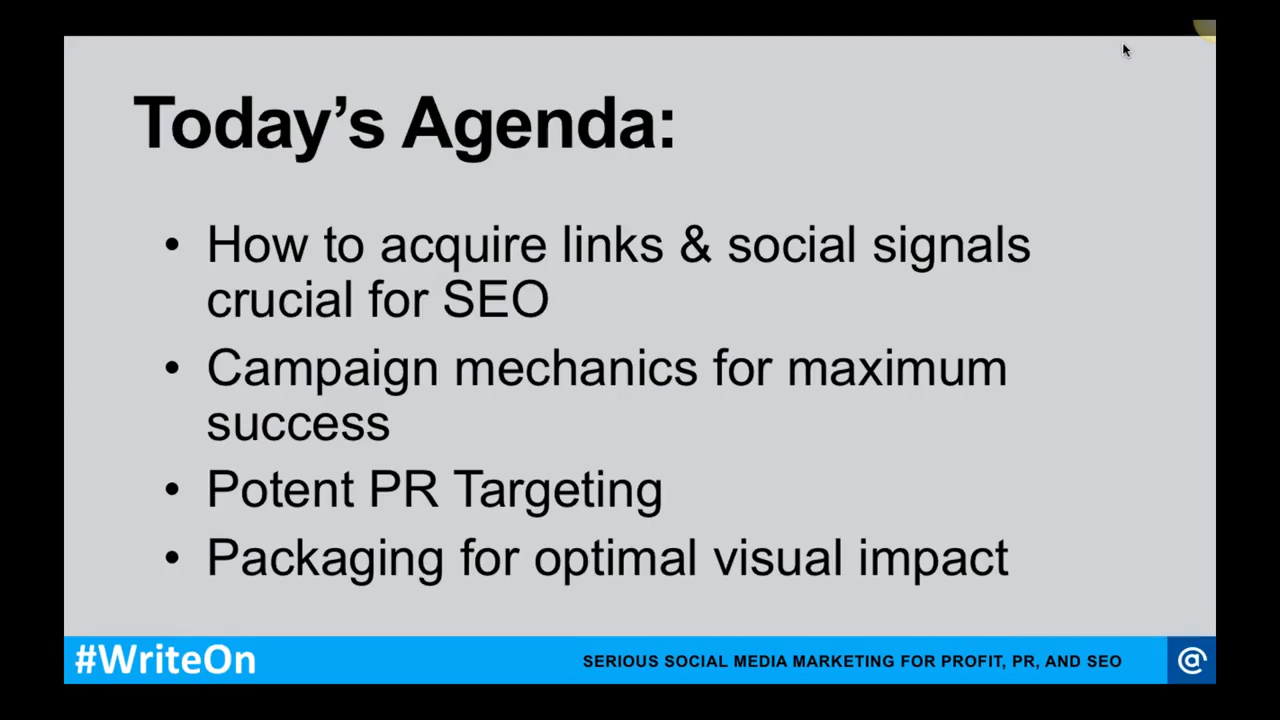 Today's Agenda:
• How to acquire links & social signals
crucial for SEO
• Campaign mechanics for maximum
success
• Potent PR Targeting
• Packaging for optimal visual impact
#WriteOn
SERIOUS SOCIAL MEDIA MARKETING FOR PROFIT, PR, AND SEO
@